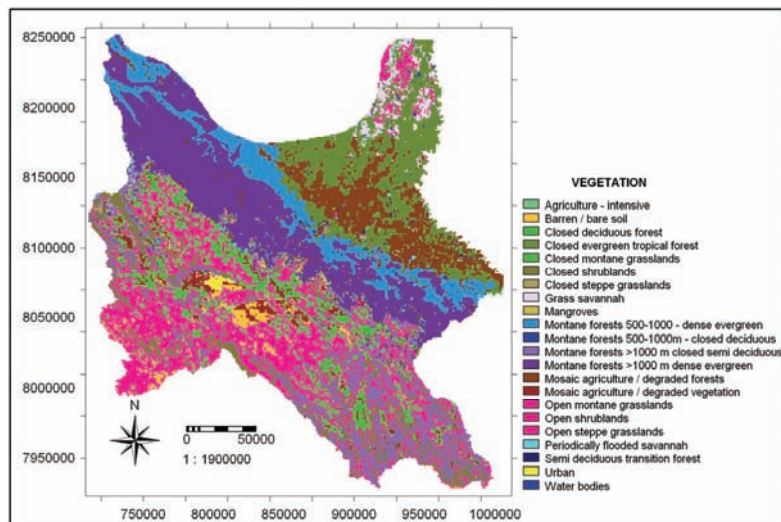 8250000
8200000
8150000
8100000
8050000
8000000
7950000
N
0
50000
1 : 1900000
750000 800000 850000 900000 950000 1000000
VEGETATION
Agriculture - intensive
Barren / bare soil
Closed deciduous forest
Closed evergreen tropical forest
Closed montane grasslands
Closed shrublands
Closed steppe grasslands
Grass savannah
Mangroves
Montane forests 500-1000 - dense evergreen
Montane forests 500-1000m - closed deciduous
Montane forests >1000 m closed semi deciduous
Montane forests >1000 m dense evergreen
Mosaic agriculture / degraded forests
Mosaic agriculture / degraded vegetation
Open montane grasslands
Open shrublands
Open steppe grasslands
Periodically flooded savannah
Semi deciduous transition forest
Urban
Water bodies